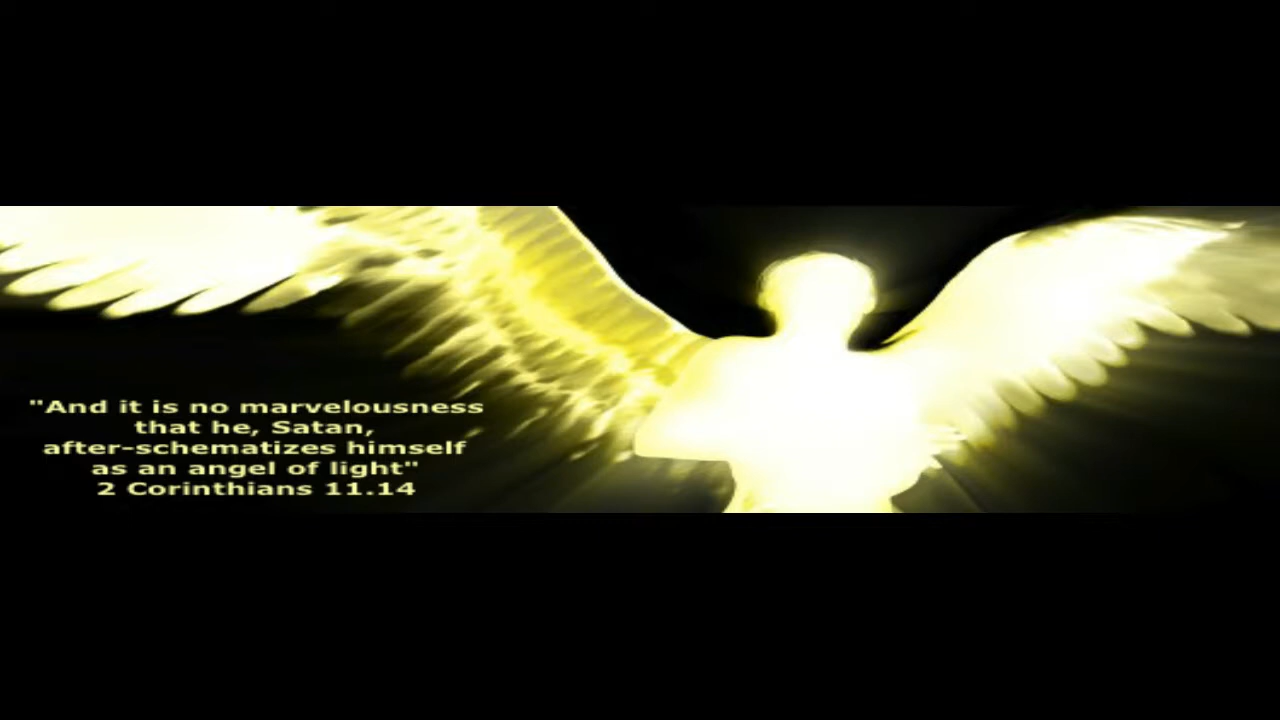 "And it is no marvelousness
that he, Satan,
after-schematizes himself
as an angel of light"
2 Corinthians 11.14